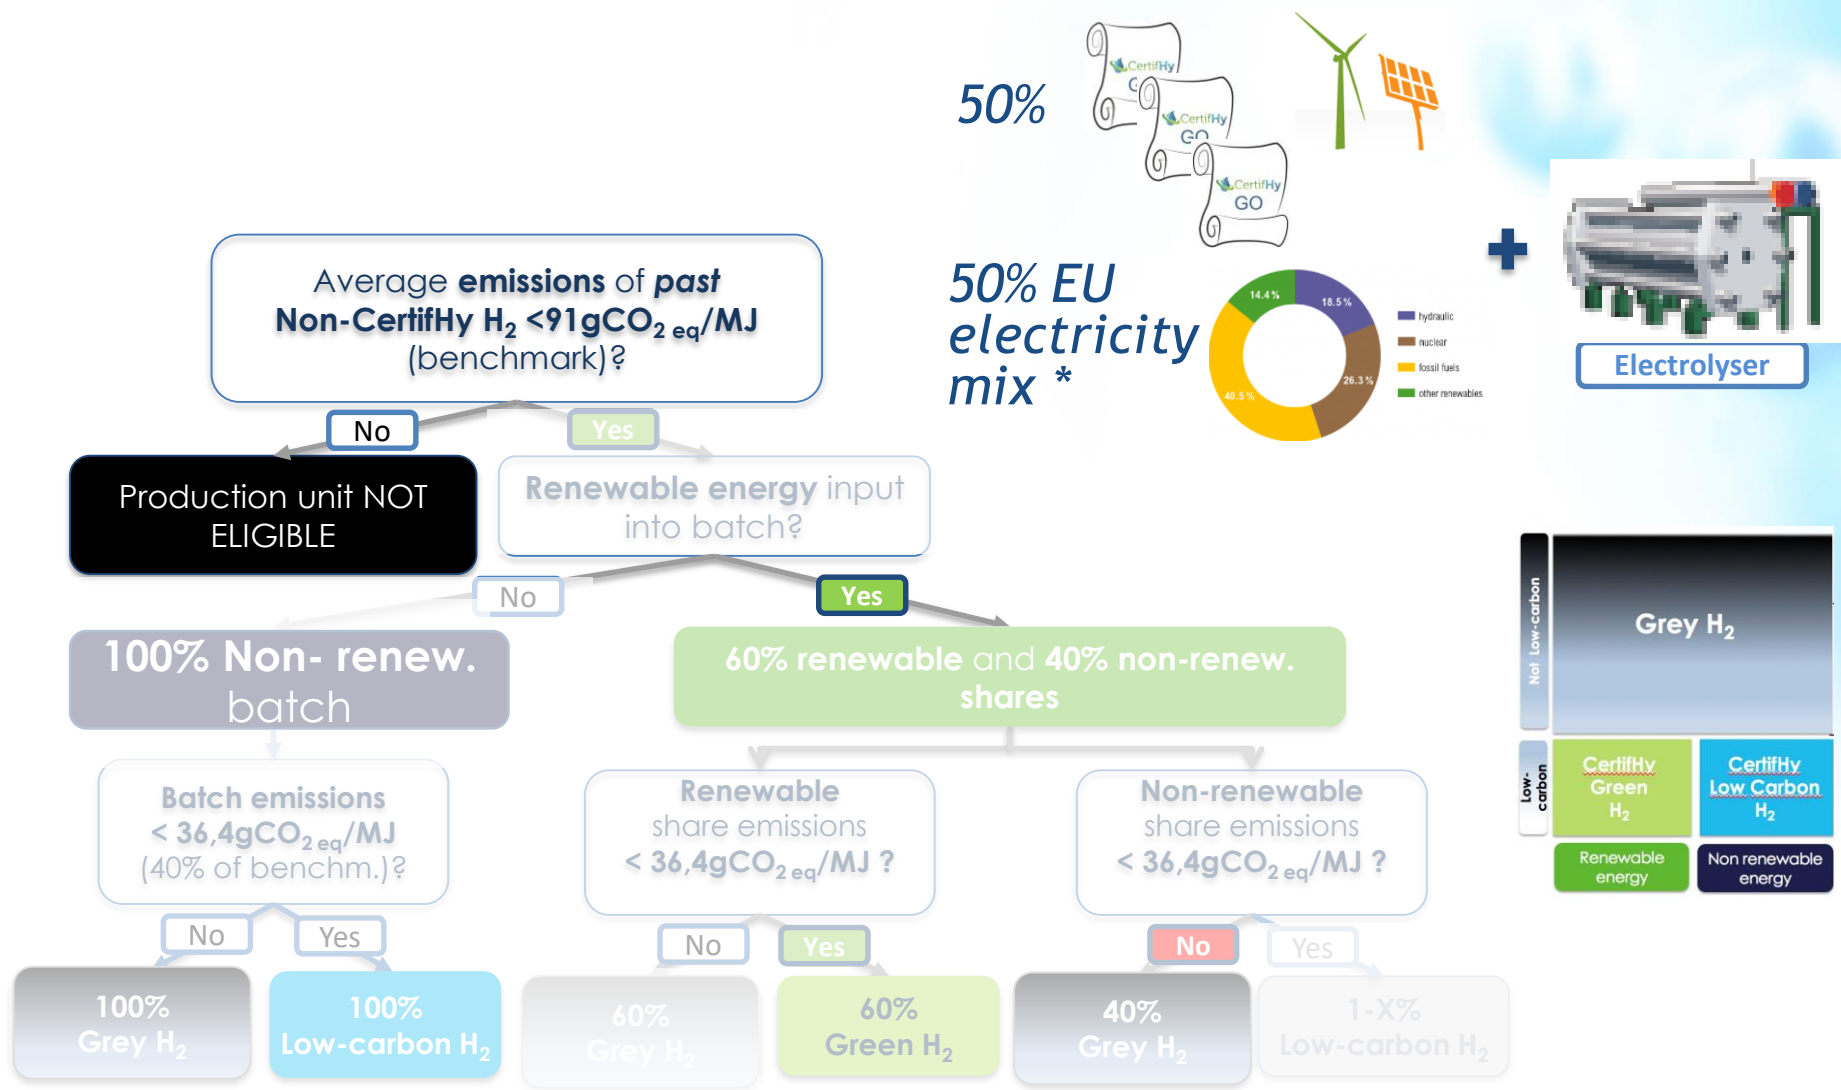 50%
CertifHy
G
CertifHy
GO
CertifHy
GO
50% EU
electricity
mix *
14.4%
18.5%
26.3%
40.5%
hydraulic
nuclear
fossil fuels
other renewables
Electrolyser
Average emissions of past
Non-CertifHy H2 <91gCO2 eq/MJ
(benchmark)?
No
Yes
Production unit NOT
ELIGIBLE
Renewable energy input
into batch?
No
Yes
100% Non- renew.
batch
60% renewable and 40% non-renew.
shares
Batch emissions
< 36,4gCO2 eq/MJ
(40% of benchm.)?
Renewable
share emissions
< 36,4gCO2 eq/MJ ?
Non-renewable
share emissions
< 36,4gCO2 eq/MJ ?
No
Yes
No
Yes
No
Yes
100%
Grey H2
100%
Low-carbon H2
60%
Grey H2
60%
Green H2
40%
Grey H2
1-X%
Low-carbon H2
Not Low-carbon
Grey H2
Low-
carbon
CertifHy
Green
H2
CertifHy
Low Carbon
H2
Renewable
energy
Non renewable
energy